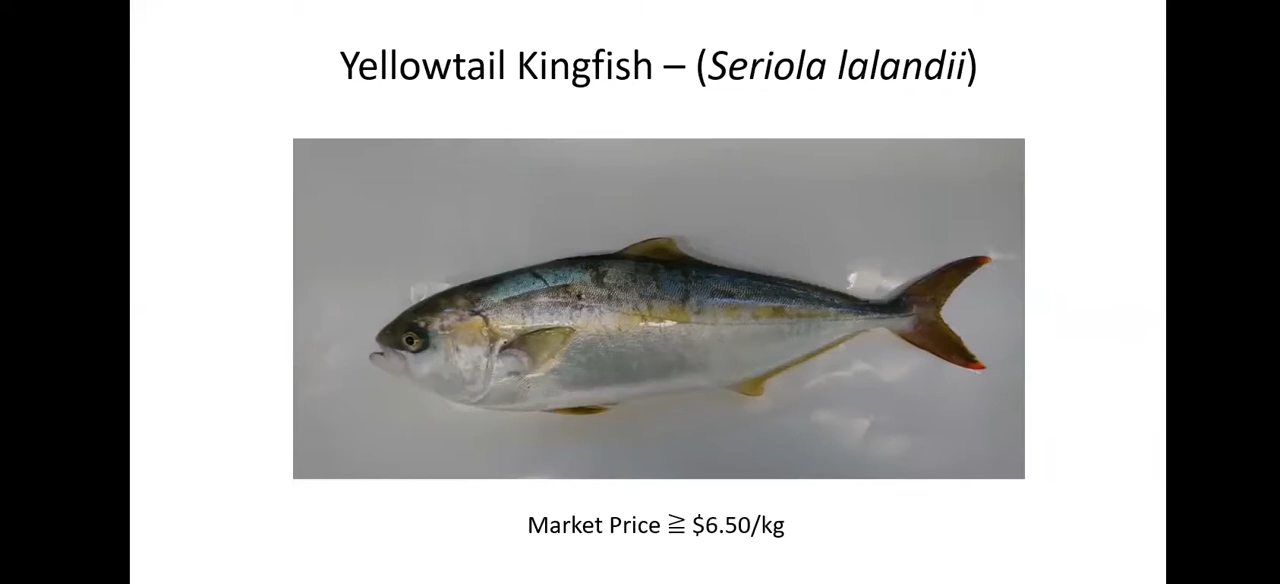 Yellowtail Kingfish – (Seriola lalandii)
Market Price ≧ $6.50/kg